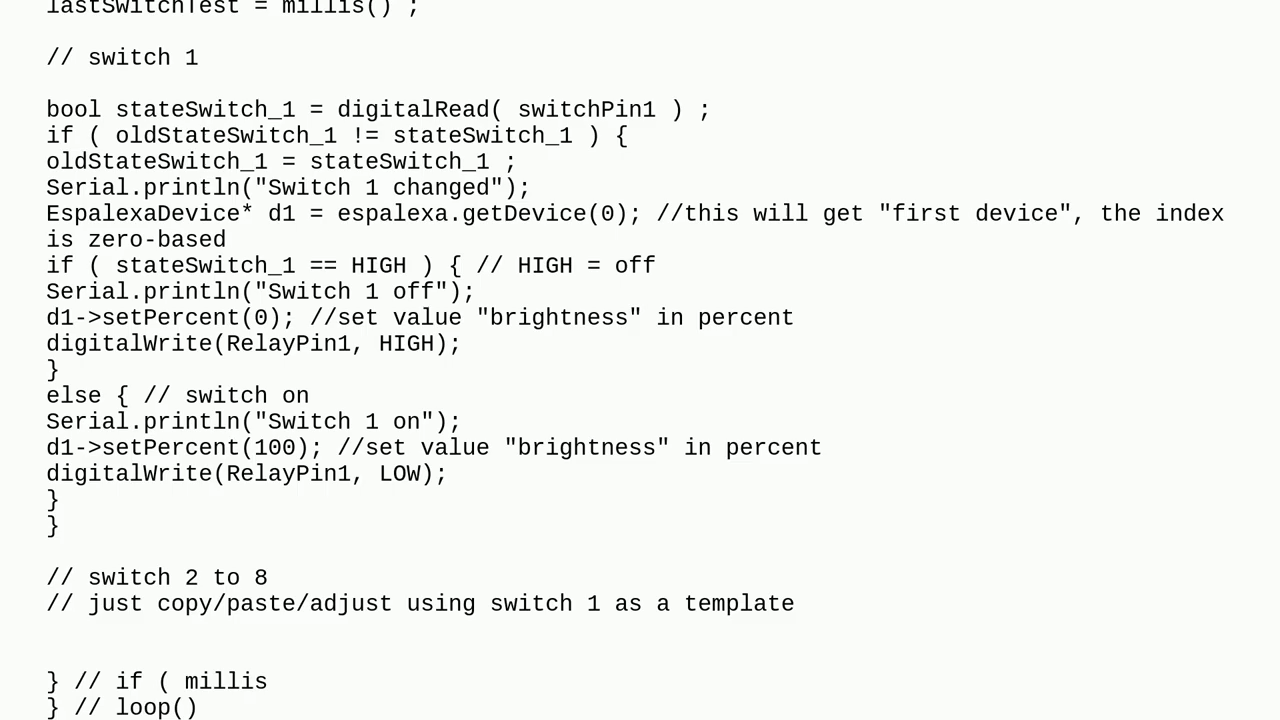 lastSwitchTest = millis() ;
// switch 1
bool stateSwitch_1 = digitalRead( switchPin1 ) ;
if ( oldStateSwitch_1 != stateSwitch_1 ) {
oldStateSwitch_1 = stateSwitch_1 ;
Serial.println("Switch 1 changed");
EspalexaDevice* d1 = espalexa.getDevice(0); //this will get "first device", the index
is zero-based
if ( stateSwitch_1 == HIGH ) { // HIGH = off
Serial.println("Switch 1 off");
d1->setPercent(0); //set value "brightness" in percent
digitalWrite(RelayPin1, HIGH);
}
else { // switch on
Serial.println("Switch 1 on");
d1->setPercent(100); //set value "brightness" in percent
digitalWrite(RelayPin1, LOW);
}
}
// switch 2 to 8
// just copy/paste/adjust using switch 1 as a template
} // if ( millis
} // loop()